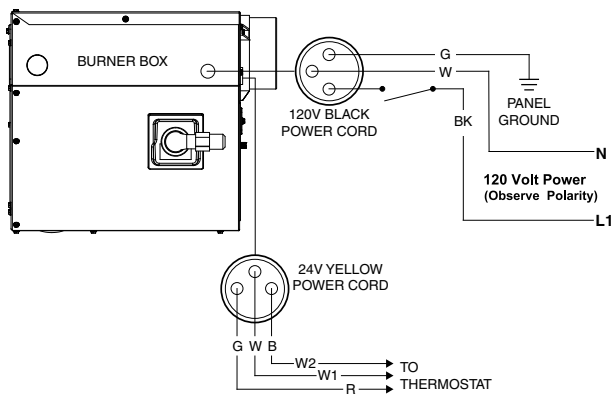 BURNER BOX
G
W
120V BLACK
POWER CORD
BK
PANEL
GROUND
N
120 Volt Power
(Observe Polarity)
L1
24V YELLOW
POWER CORD
G W B
W2
W1
R
TO
THERMOSTAT